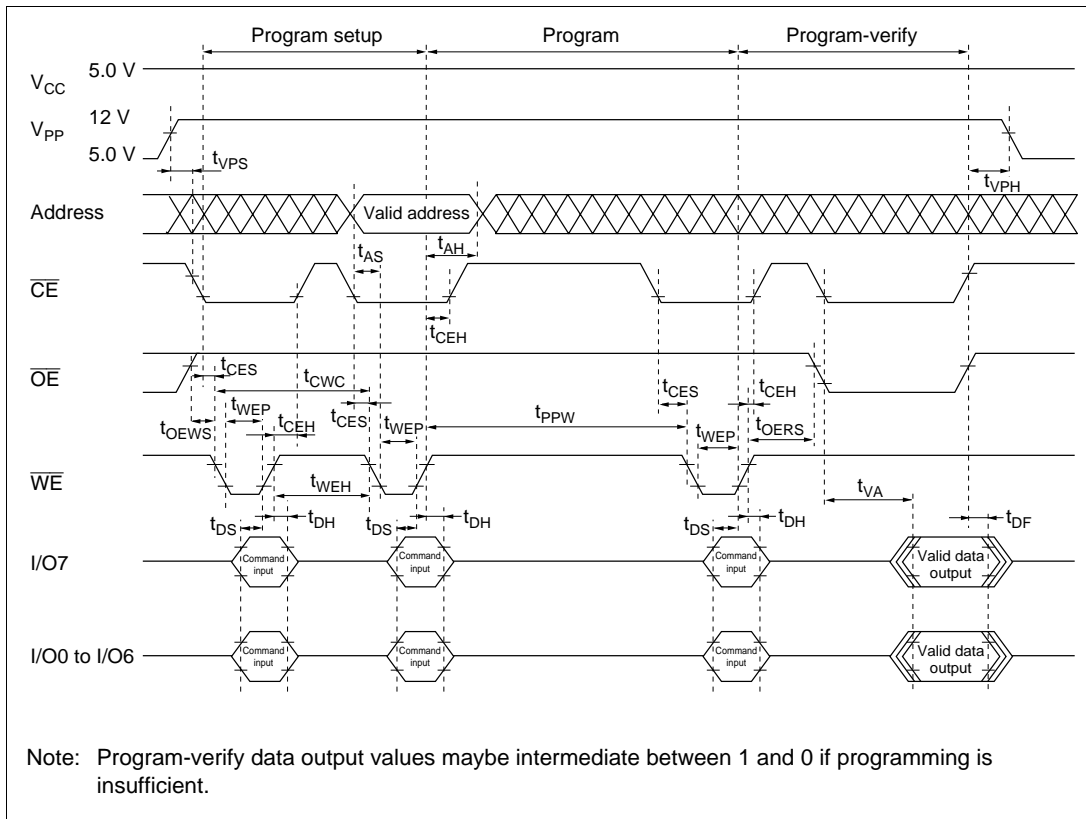 Program setup Program Program-verify
VCC 5.0 V
VPP 12 V
5.0 V
tVPS
tVPH
Address Valid address
tAS tAH
CE
tCEH
OE
tCES tCWC tCES tCEH
tWEP tCES tPPW
tOEWS tCEH tWEP tWEP tOERS
WE
tWEH tVA
tDS tDH tDS tDH tDS tDH tDF
I/O7 Command input Command input Command input Valid data output
I/O0 to I/O6 Command input Command input Command input Valid data output
Note: Program-verify data output values maybe intermediate between 1 and 0 if programming is
insufficient.